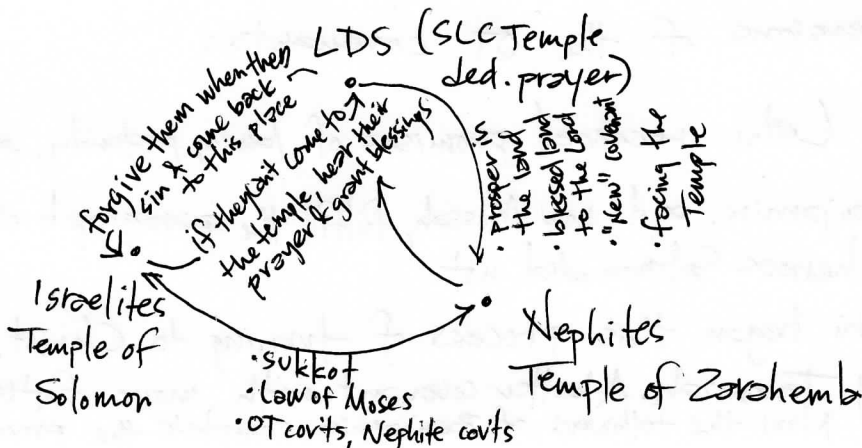 LDS (SLC Temple
ded. prayer)
forgive them when they
sin & come back
to this place
If they can't come to
the temple, hear their
prayer & grant blessings
• prosper in
the land
• blessed land
to the Lord
• "New" covenant
• facing the
Temple
Israelites
Temple of
Solomon
Nephites
Temple of Zarahemla
• sukkot
• Law of Moses
• OT cov'ts, Nephite cov'ts